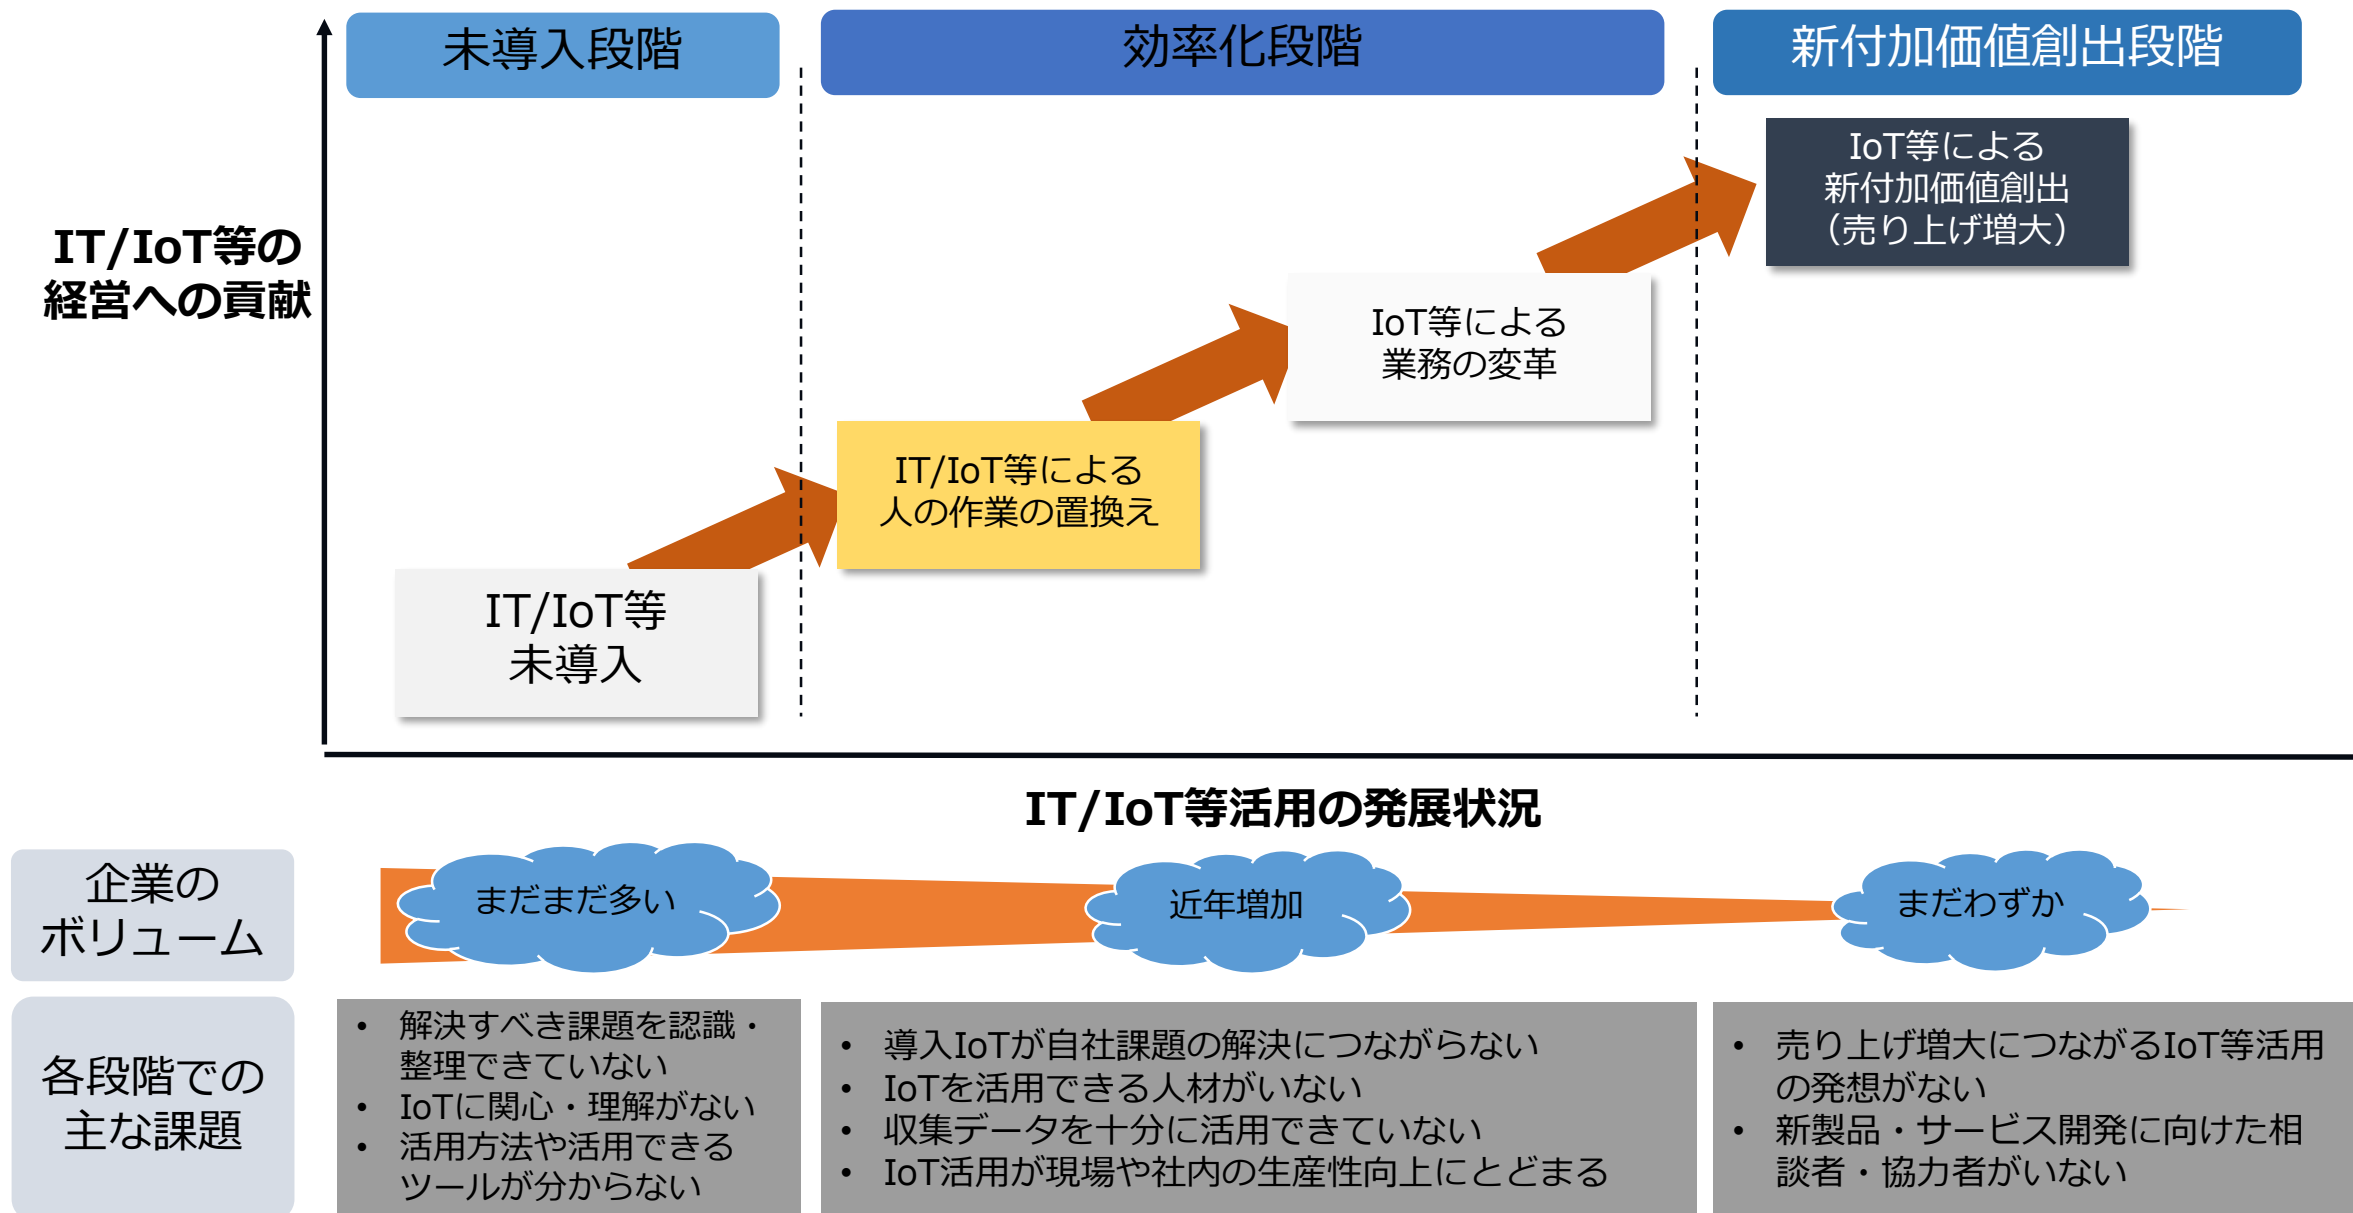 未導入段階
効率化段階
新付加価値創出段階
IT/IoT等の
経営への貢献
IoT等による
新付加価値創出
（売り上げ増大）
IoT等による
業務の変革
IT/IoT等による
人の作業の置換え
IT/IoT等
未導入
IT/IoT等活用の発展状況
企業の
ボリューム
まだまだ多い
近年増加
まだわずか
各段階での
主な課題
• 解決すべき課題を認識・
整理できていない
• IoTに関心・理解がない
• 活用方法や活用できる
ツールが分からない
• 導入IoTが自社課題の解決につながらない
• IoTを活用できる人材がいない
• 収集データを十分に活用できていない
• IoT活用が現場や社内の生産性向上にとどまる
• 売り上げ増大につながるIoT等活用
の発想がない
• 新製品・サービス開発に向けた相
談者・協力者がいない